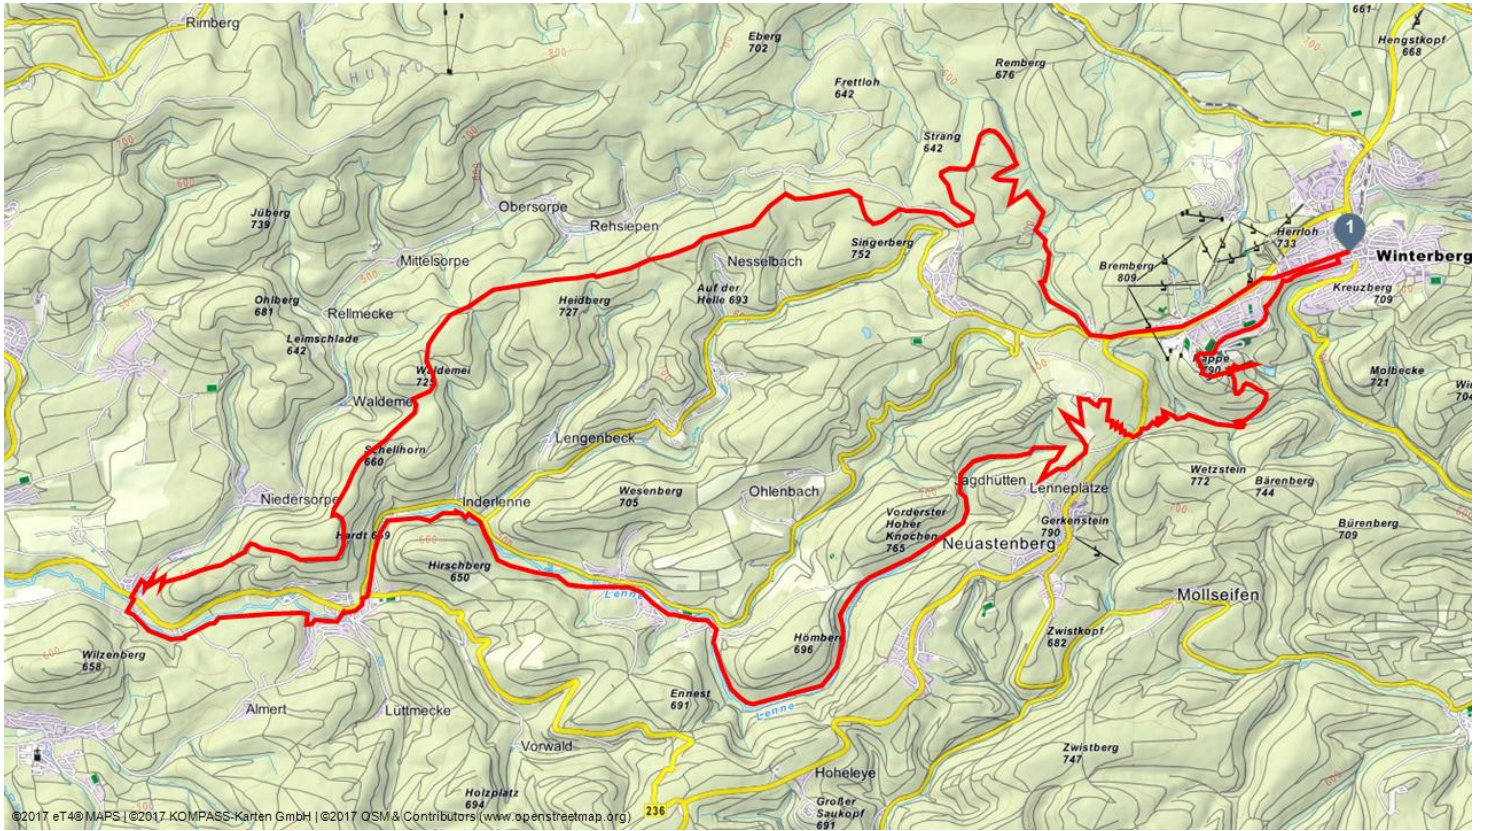 Rimberg
661
Hengstkopf
668
HUNAU
800
700
Eberg
702
Remberg
676
Frettloh
642
Strang
642
Obersorpe
Rehsiepen
Jüberg
739
Mittelsorpe
Singerberg
752
Nesselbach
Herrloh
733
1
Winterberg
Bremberg
809
Kreuzberg
709
Ohlberg
681
Rellmecke
Heidberg
727
Auf der
Helle 693
Leimschlade
642
Kappe
790
Molbecke
721
Waldemei
725
Waldeme
Schellhorn
660
Lengenbeck
Niedersorpe
Inderlenne
Wesenberg
705
Ohlenbach
Jagdhütten
Lenneplätze
Wetzstein
772
Bärenberg
744
Vorderster
Hoher
Knochen
765
Gerkenstein
790
Neuastenberg
Bürenberg
709
Hardt 659
Hirschberg
650
Lenne
Mollseifen
Hömberg
696
Zwistkopf
682
Wilzenberg
658
Ennest
691
Lenne
Almert
Lüttmecke
Vorwald
Zwistberg
747
Hoheleye
Holzplatz
694
236
Großer
Saukopf
691
©2017 eT4® MAPS | ©2017 KOMPASS-Karten GmbH | ©2017 OSM & Contributors (www.openstreetmap.org)